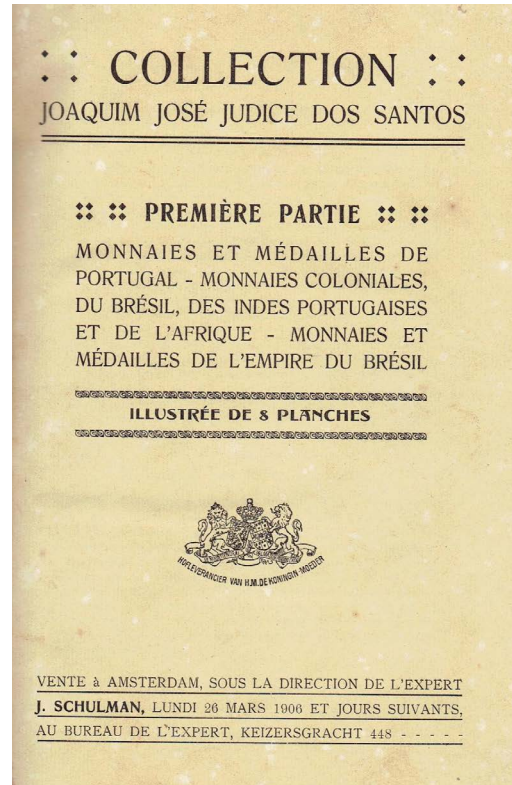 COLLECTION
JOAQUIM JOSÉ JUDICE DOS SANTOS
PREMIÈRE PARTIE
MONNAIES ET MÉDAILLES DE
PORTUGAL - MONNAIES COLONIALES,
DU BRÉSIL, DES INDES PORTUGAISES
ET DE L'AFRIQUE - MONNAIES ET
MÉDAILLES DE L'EMPIRE DU BRÉSIL
ILLUSTRÉE DE 8 PLANCHES
HOFLEVERANCIER VAN H.M. DE KONINGIN MOEDER
VENTE à AMSTERDAM, SOUS LA DIRECTION DE L'EXPERT
J. SCHULMAN, LUNDI 26 MARS 1906 ET JOURS SUIVANTS,
AU BUREAU DE L'EXPERT, KEIZERSGRACHT 448 - - - - -